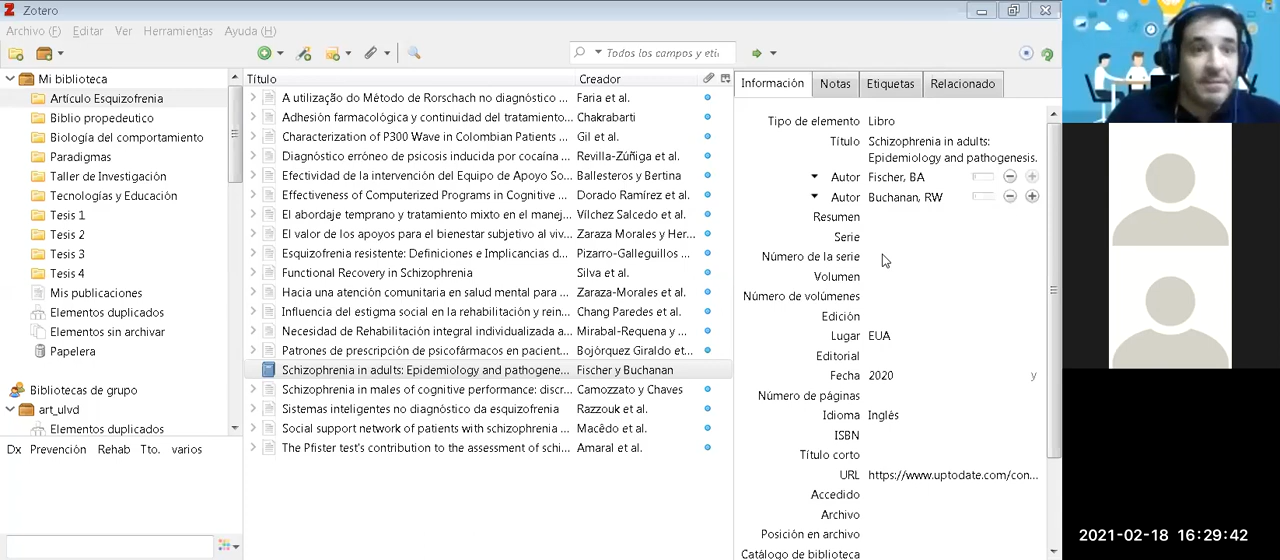 Zotero
Archivo (F) Editar Ver Herramientas Ayuda (H)
Todos los campos y eti
Mi biblioteca
Artículo Esquizofrenia
Biblio propedeutico
Biología del comportamiento
Paradigmas
Taller de Investigación
Tecnologías y Educación
Tesis 1
Tesis 2
Tesis 3
Tesis 4
Mis publicaciones
Elementos duplicados
Elementos sin archivar
Papelera
Bibliotecas de grupo
art_ulvd
Elementos duplicados
Dx Prevención Rehab Tto. varios
Título Creador
A utilização do Método de Rorschach no diagnóstico ... Faria et al.
Adhesión farmacológica y continuidad del tratamiento... Chakrabarti
Characterization of P300 Wave in Colombian Patients ... Gil et al.
Diagnóstico erróneo de psicosis inducida por cocaína ... Revilla-Zúñiga et al.
Efectividad de la intervención del Equipo de Apoyo So... Ballesteros y Bertina
Effectiveness of Computerized Programs in Cognitive ... Dorado Ramírez et al.
El abordaje temprano y tratamiento mixto en el manej... Vílchez Salcedo et al.
El valor de los apoyos para el bienestar subjetivo al viv... Zaraza Morales y Her...
Esquizofrenia resistente: Definiciones e Implicancias d... Pizarro-Galleguillos ...
Functional Recovery in Schizophrenia Silva et al.
Hacia una atención comunitaria en salud mental para ... Zaraza-Morales et al.
Influencia del estigma social en la rehabilitación y rein... Chang Paredes et al.
Necesidad de Rehabilitación integral individualizada a... Mirabal-Requena y ...
Patrones de prescripción de psicofármacos en pacient... Bojórquez Giraldo et...
Schizophrenia in adults: Epidemiology and pathogene... Fischer y Buchanan
Schizophrenia in males of cognitive performance: discr... Camozzato y Chaves
Sistemas inteligentes no diagnóstico da esquizofrenia Razzouk et al.
Social support network of patients with schizophrenia ... Macêdo et al.
The Pfister test's contribution to the assessment of schi... Amaral et al.
Información Notas Etiquetas Relacionado
Tipo de elemento Libro
Título Schizophrenia in adults:
Epidemiology and pathogenesis.
Autor Fischer, BA
Autor Buchanan, RW
Resumen
Serie
Número de la serie
Volumen
Número de volúmenes
Edición
Lugar EUA
Editorial
Fecha 2020 y
Número de páginas
Idioma Inglés
ISBN
Título corto
URL https://www.uptodate.com/con...
Accedido
Archivo
Posición en archivo
Catálogo de biblioteca
2021-02-18 16:29:42